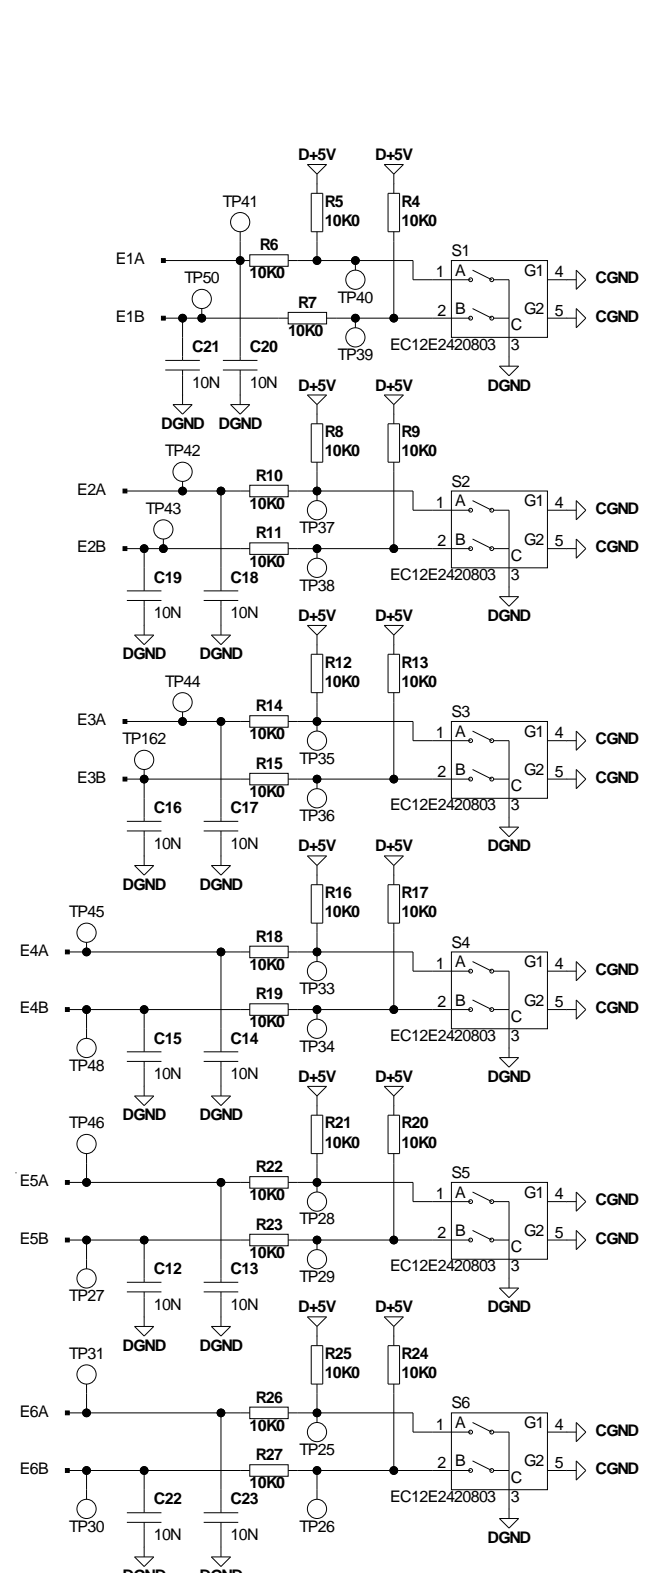 D+5V D+5V
TP41 R5 R4
10K0 10K0
R6 S1
E1A 10K0 1 A G1 4 CGND
TP50 TP40
R7
E1B 10K0 2 B G2 5 CGND
C
TP39 EC12E2420803 3
C21 C20
10N 10N D+5V D+5V DGND
DGND DGND
R8 R9
TP42 10K0 10K0
R10 S2
E2A 10K0 1 A G1 4 CGND
TP43 TP37
R11
E2B 10K0 2 B G2 5 CGND
C
C19 C18 TP38 EC12E2420803 3
10N 10N DGND
D+5V D+5V
DGND DGND
R12 R13
TP44 10K0 10K0
R14 S3
E3A 10K0 1 A G1 4 CGND
TP162 TP35
R15
E3B 10K0 2 B G2 5 CGND
C
C16 C17 TP36 EC12E2420803 3
10N 10N D+5V D+5V DGND
DGND DGND
R16 R17
TP45 10K0 10K0
R18 S4
E4A 10K0 1 A G1 4 CGND
TP33
R19
E4B 10K0 2 B G2 5 CGND
C
C15 C14 TP34 EC12E2420803 3
TP48 10N 10N D+5V D+5V DGND
DGND DGND
TP46 R21 R20
10K0 10K0
R22 S5
E5A 10K0 1 A G1 4 CGND
TP28
R23
E5B 10K0 2 B G2 5 CGND
C
C12 C13 TP29 EC12E2420803 3
TP27 10N 10N D+5V D+5V DGND
DGND DGND
TP31 R25 R24
10K0 10K0
R26 S6
E6A 10K0 1 A G1 4 CGND
TP25
R27
E6B 10K0 2 B G2 5 CGND
C
C22 C23 EC12E2420803 3
TP30 10N 10N TP26 DGND
DGND DGND